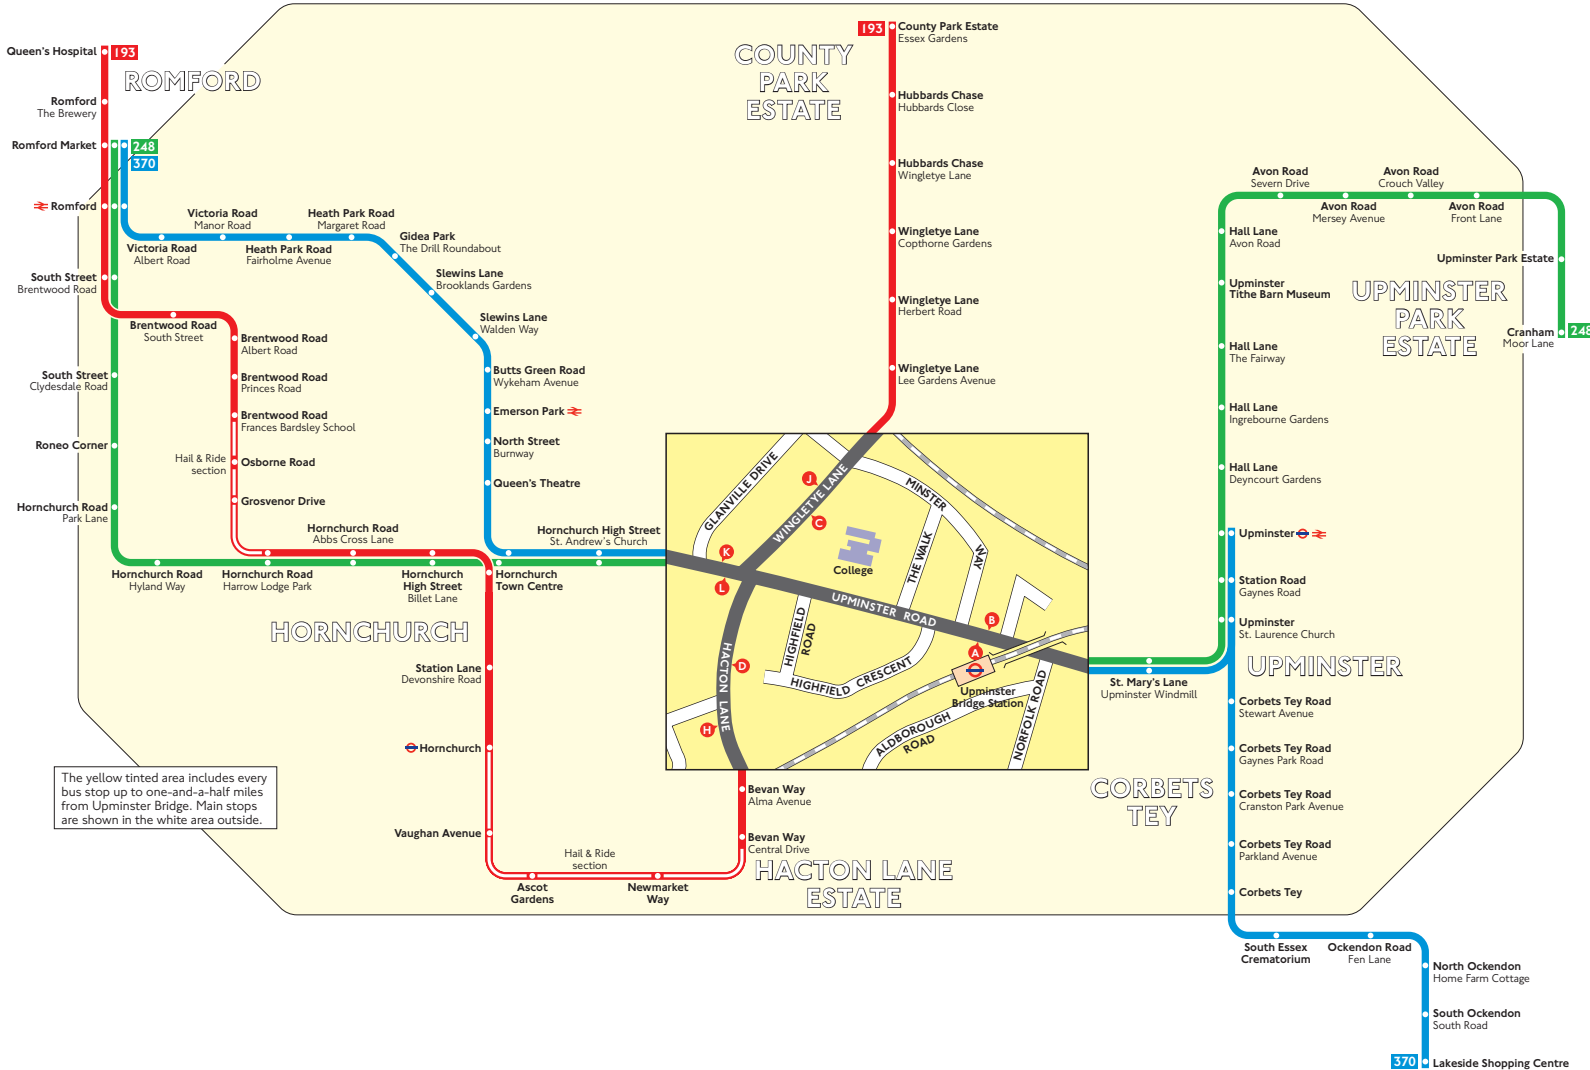 Queen's Hospital
193
ROMFORD
Romford
The Brewery
Romford Market
248
370
Romford
Victoria Road
Manor Road
Heath Park Road
Margaret Road
Victoria Road
Albert Road
Heath Park Road
Fairholme Avenue
Gidea Park
The Drill Roundabout
Slewins Lane
Brooklands Gardens
Slewins Lane
Walden Way
Butts Green Road
Wykeham Avenue
Emerson Park
North Street
Burnway
Queen's Theatre
Hornchurch High Street
St. Andrew's Church
South Street
Brentwood Road
Brentwood Road
South Street
Brentwood Road
Albert Road
Brentwood Road
Princes Road
Brentwood Road
Frances Bardsley School
Hail & Ride
section
Osborne Road
Grosvenor Drive
South Street
Clydesdale Road
Roneo Corner
Hornchurch Road
Park Lane
Hornchurch Road
Abbs Cross Lane
Hornchurch Road
Hyland Way
Hornchurch Road
Harrow Lodge Park
Hornchurch
High Street
Billet Lane
Hornchurch
Town Centre
HORNCHURCH
Station Lane
Devonshire Road
Hornchurch
Vaughan Avenue
Hail & Ride
section
Ascot
Gardens
Newmarket
Way
Bevan Way
Alma Avenue
Bevan Way
Central Drive
HACTON LANE
ESTATE
The yellow tinted area includes every
bus stop up to one-and-a-half miles
from Upminster Bridge. Main stops
are shown in the white area outside.
COUNTY
PARK
ESTATE
193
County Park Estate
Essex Gardens
Hubbards Chase
Hubbards Close
Hubbards Chase
Wingletye Lane
Wingletye Lane
Copthorne Gardens
Wingletye Lane
Herbert Road
Wingletye Lane
Lee Gardens Avenue
GLANVILLE DRIVE
WINGLETYE LANE
MINSTER
WAY
THE WALK
College
UPMINSTER ROAD
HIGHFIELD
ROAD
HIGHFIELD CRESCENT
HACTON LANE
ALDBOROUGH
ROAD
NORFOLK ROAD
Upminster
Bridge Station
J
C
K
L
B
A
D
H
Avon Road
Severn Drive
Avon Road
Crouch Valley
Avon Road
Mersey Avenue
Avon Road
Front Lane
Hall Lane
Avon Road
Upminster
Tithe Barn Museum
Hall Lane
The Fairway
Hall Lane
Ingrebourne Gardens
Hall Lane
Deyncourt Gardens
Upminster Park Estate
UPMINSTER
PARK
ESTATE
Cranham
Moor Lane
248
Upminster
Station Road
Gaynes Road
Upminster
St. Laurence Church
UPMINSTER
St. Mary's Lane
Upminster Windmill
Corbets Tey Road
Stewart Avenue
Corbets Tey Road
Gaynes Park Road
CORBETS
TEY
Corbets Tey Road
Cranston Park Avenue
Corbets Tey Road
Parkland Avenue
Corbets Tey
South Essex
Crematorium
Ockendon Road
Fen Lane
North Ockendon
Home Farm Cottage
South Ockendon
South Road
370
Lakeside Shopping Centre